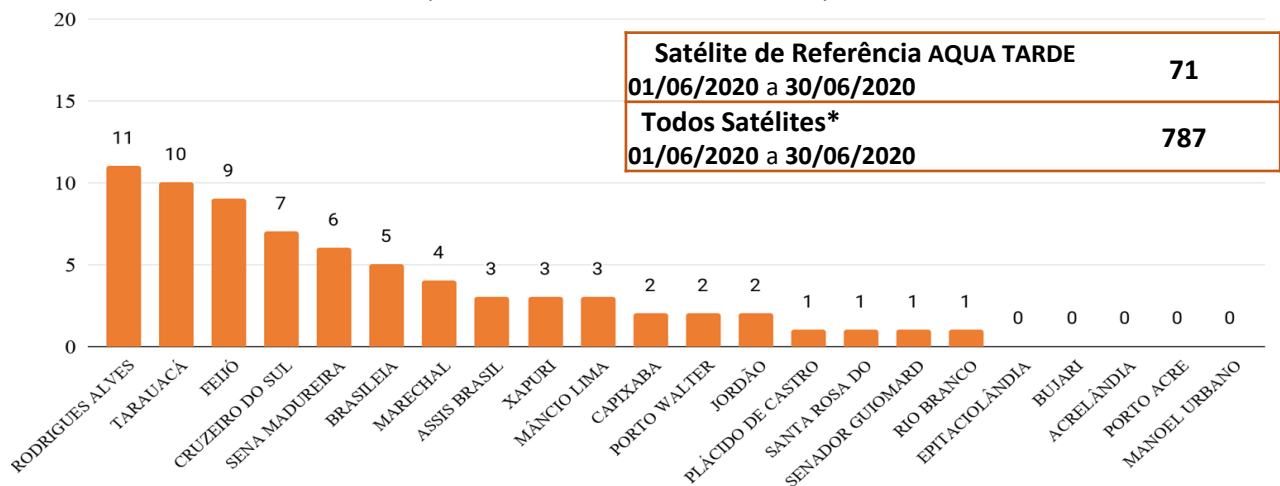 20
15
10
5
0
Satélite de Referência AQUA TARDE
01/06/2020 a 30/06/2020
71
Todos Satélites*
01/06/2020 a 30/06/2020
787
11
10
9
7
6
5
4
3
3
3
2
2
2
1
1
1
1
0
0
0
0
0
RODRIGUES ALVES
TARAUACÁ
FEIJÓ
CRUZEIRO DO SUL
SENA MADUREIRA
BRASILEIA
MARECHAL
ASSIS BRASIL
XAPURI
MÂNCIO LIMA
CAPIXABA
PORTO WALTER
JORDÃO
PLÁCIDO DE CASTRO
SANTA ROSA DO
SENADOR GUIOMARD
RIO BRANCO
EPITACIOLÂNDIA
BUJARI
ACRELÂNDIA
PORTO ACRE
MANOEL URBANO